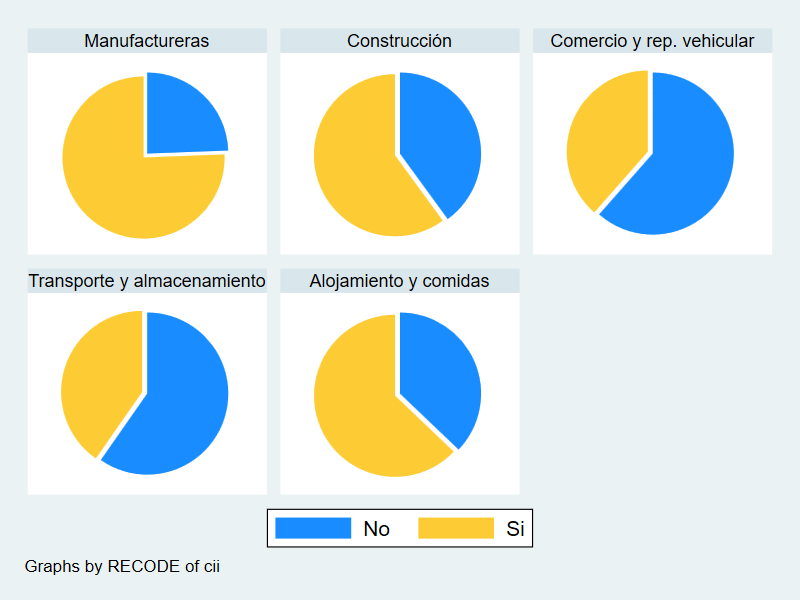 Manufactureras
Construcción
Comercio y rep. vehicular
Transporte y almacenamiento
Alojamiento y comidas
No
Si
Graphs by RECODE of cii